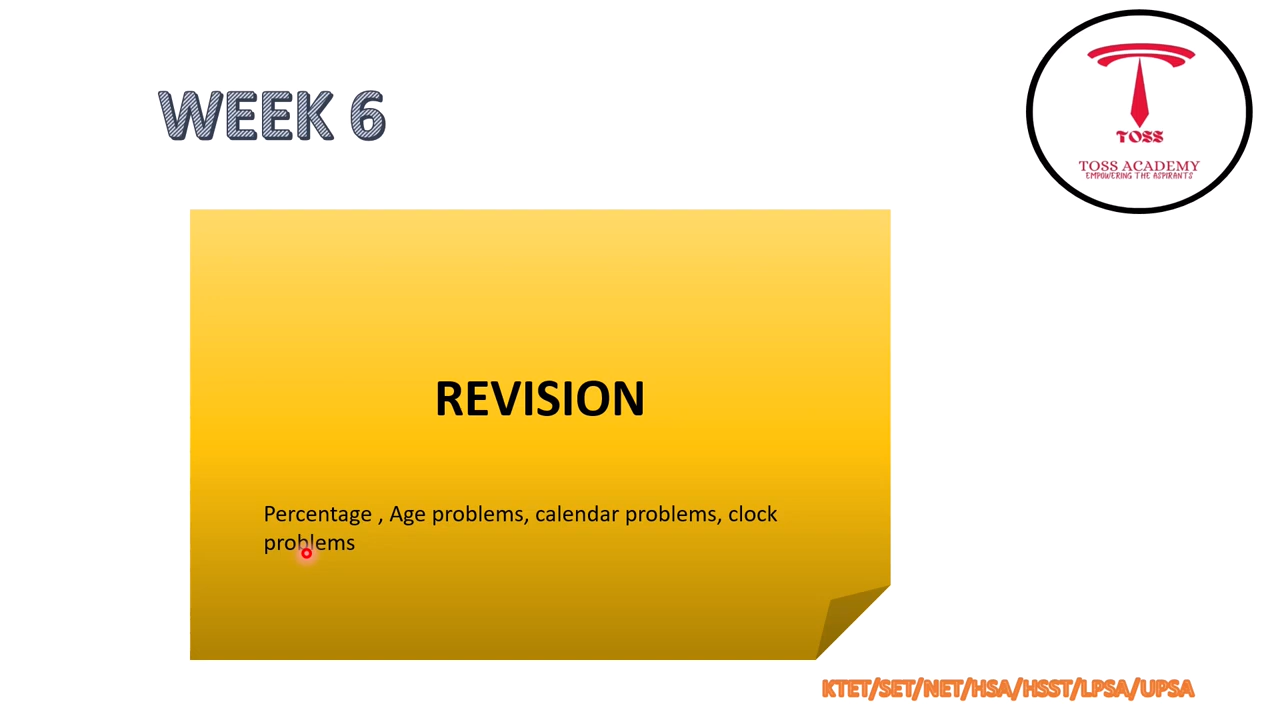 WEEK 6
TOSS
TOSS ACADEMY
EMPOWERING THE ASPIRANTS
REVISION
Percentage , Age problems, calendar problems, clock
problems
KTET/SET/NET/HSA/HSST/LPSA/UPSA